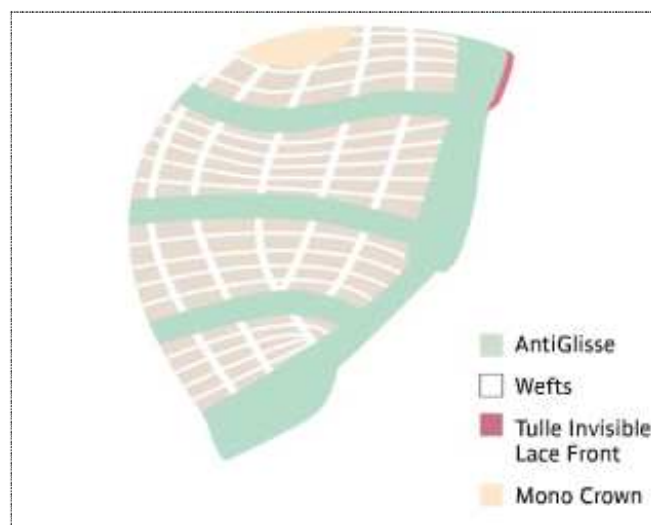 AntiGlisse
Wefts
Tulle Invisible
Lace Front
Mono Crown